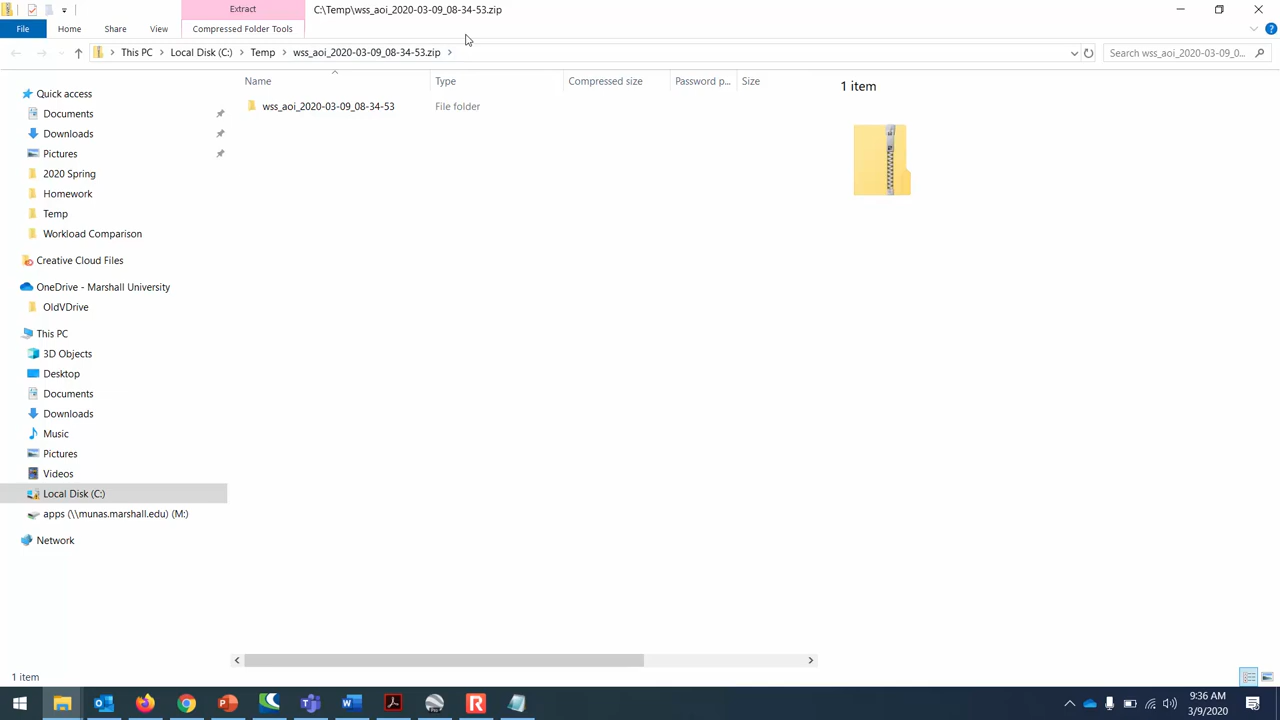 Extract
C:\Temp\wss_aoi_2020-03-09_08-34-53.zip
File Home Share View Compressed Folder Tools
This PC Local Disk (C:) Temp wss_aoi_2020-03-09_08-34-53.zip
Search wss_aoi_2020-03-09_0...
Name Type Compressed size Password p... Size
1 item
wss_aoi_2020-03-09_08-34-53 File folder
Quick access
Documents
Downloads
Pictures
2020 Spring
Homework
Temp
Workload Comparison
Creative Cloud Files
OneDrive - Marshall University
OldVDrive
This PC
3D Objects
Desktop
Documents
Downloads
Music
Pictures
Videos
Local Disk (C:)
apps (\\munas.marshall.edu) (M:)
Network
1 item
9:36 AM
3/9/2020